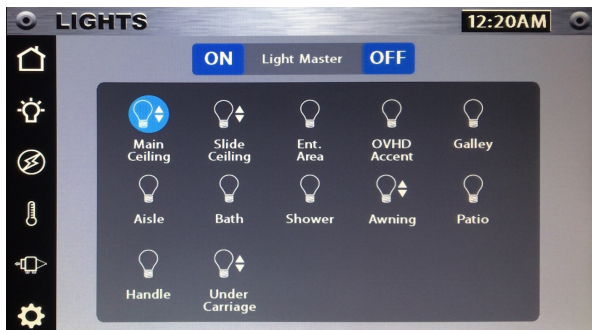 LIGHTS 12:20AM
ON Light Master OFF
Main Ceiling
Slide Ceiling
Ent. Area
OVHD Accent
Galley
Aisle
Bath
Shower
Awning
Patio
Handle
Under Carriage